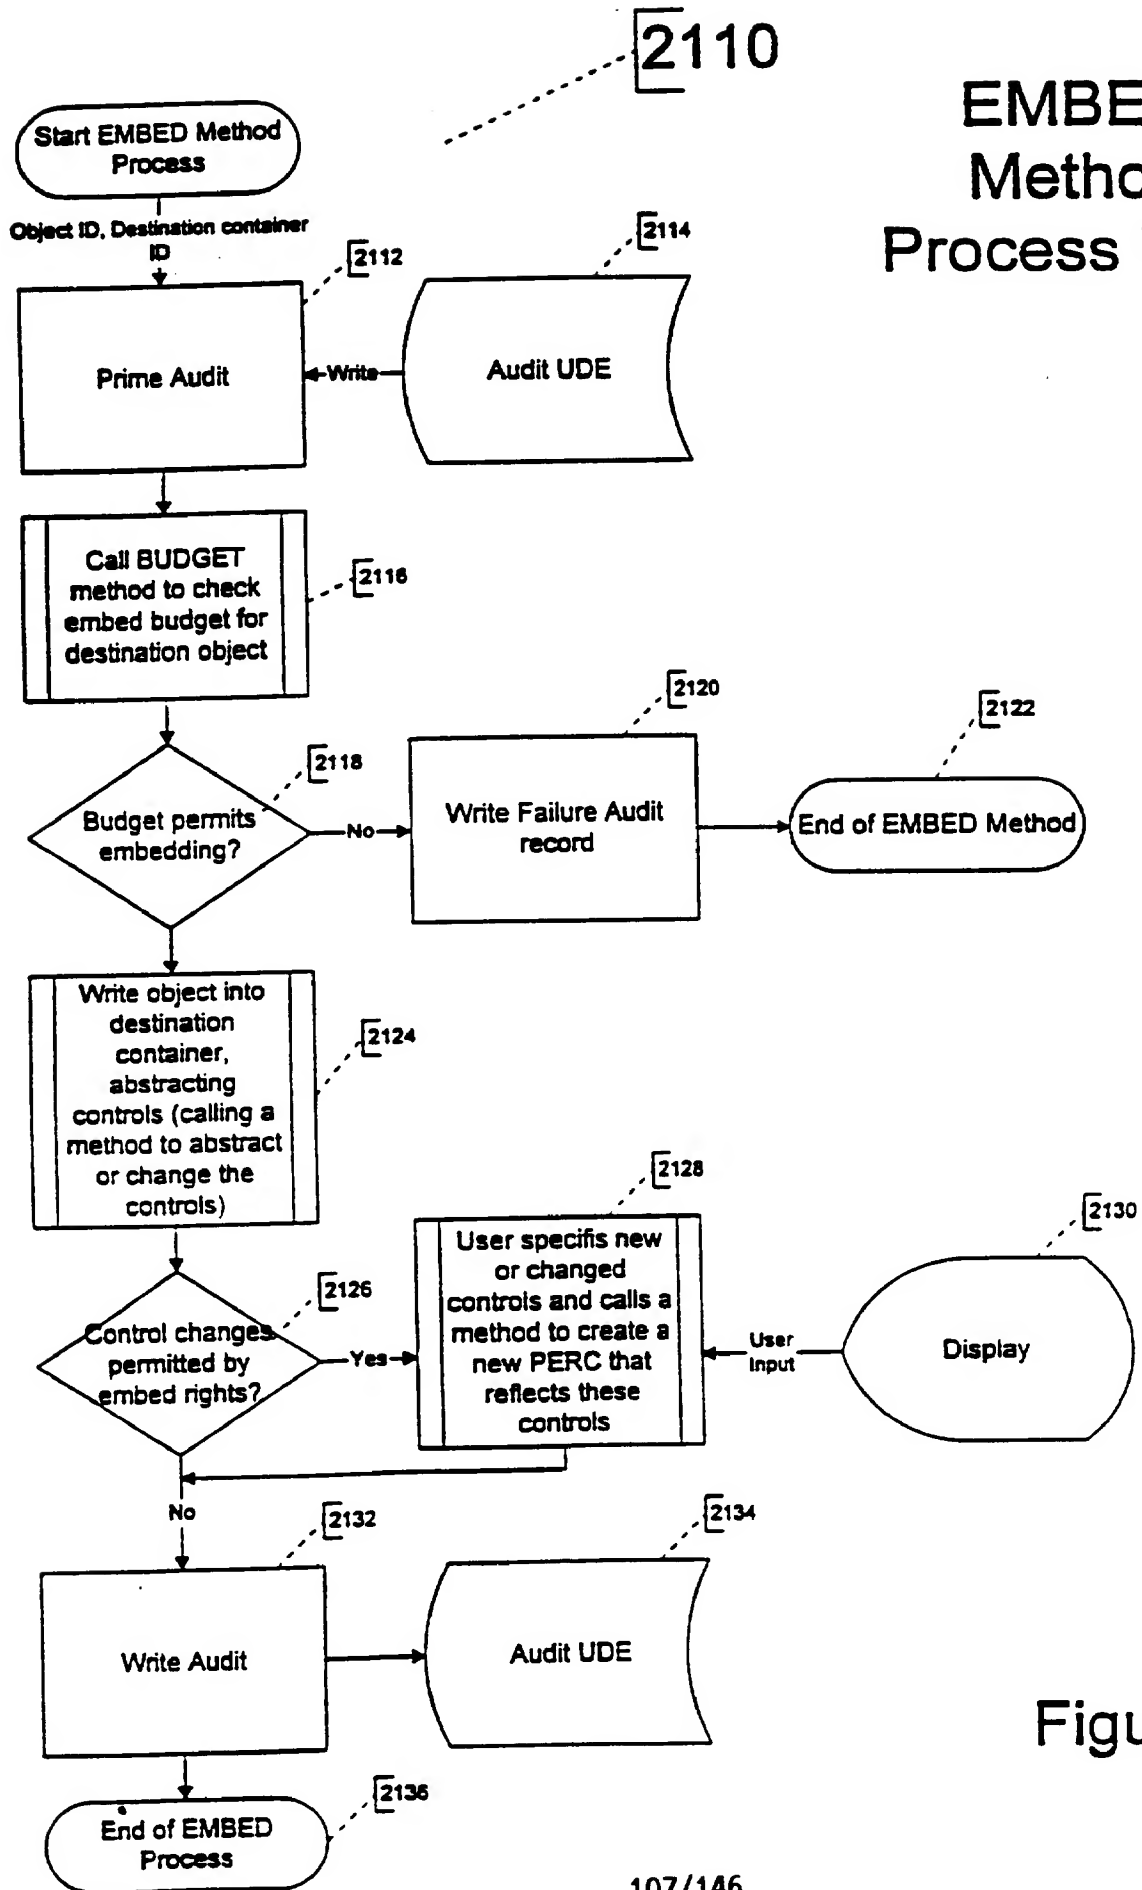 2110
EMBE
Metho
Process
Start EMBED Method
Process
Object ID, Destination container
ID
2112
2114
Prime Audit
Write
Audit UDE
Call BUDGET
method to check
embed budget for
destination object
2116
2118
Budget permits
embedding?
No
2120
Write Failure Audit
record
2122
End of EMBED Method
Write object into
destination
container,
abstracting
controls (calling a
method to abstract
or change the
controls)
2124
2126
Control changes
permitted by
embed rights?
Yes
2128
User specifis new
or changed
controls and calls a
method to create a
new PERC that
reflects these
controls
User
Input
2130
Display
No
2132
Write Audit
2134
Audit UDE
2136
End of EMBED
Process
Figu
107/146